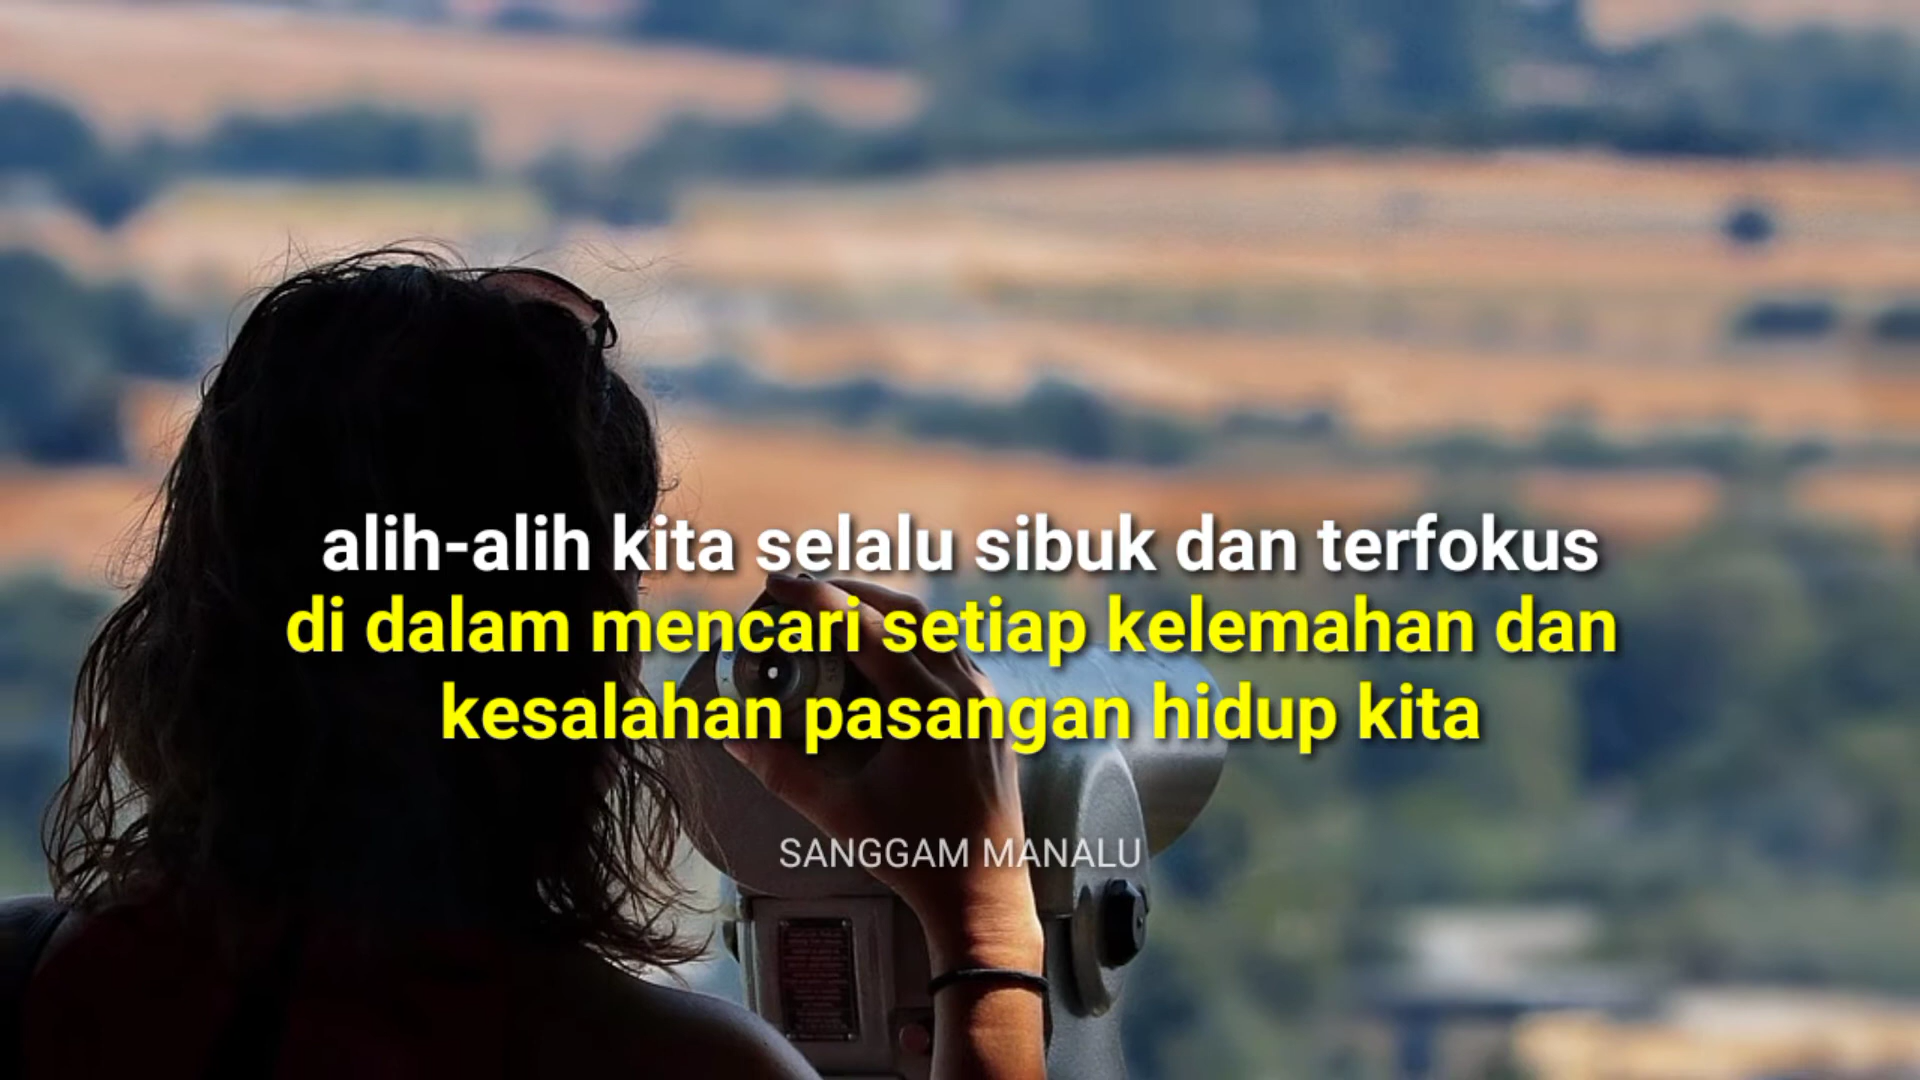 alih-alih kita selalu sibuk dan terfokus
di dalam mencari setiap kelemahan dan
kesalahan pasangan hidup kita
SANGGAM MANALU